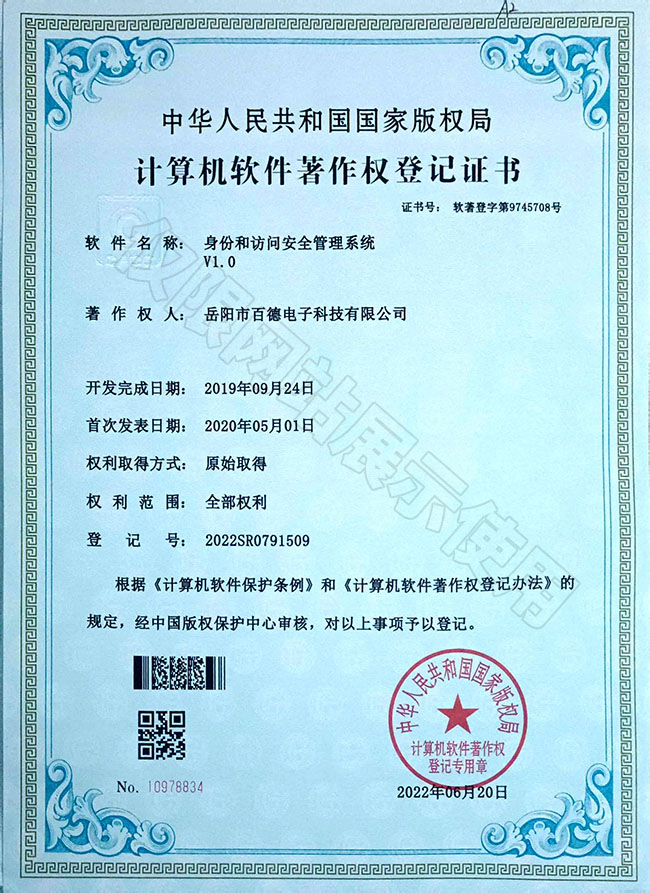 A2
中华人民共和国国家版权局
计算机软件著作权登记证书
证书号： 软著登字第9745708号
软件名称： 身份和访问安全管理系统
V1.0
著作权人： 岳阳市百德电子科技有限公司
开发完成日期： 2019年09月24日
首次发表日期： 2020年05月01日
权利取得方式： 原始取得
权利范围： 全部权利
登记号： 2022SR0791509
根据《计算机软件保护条例》和《计算机软件著作权登记办法》的
规定，经中国版权保护中心审核，对以上事项予以登记。
仅限网站展示使用
中华人民共和国国家版权局
计算机软件著作权
登记专用章
No. 10978834
2022年06月20日